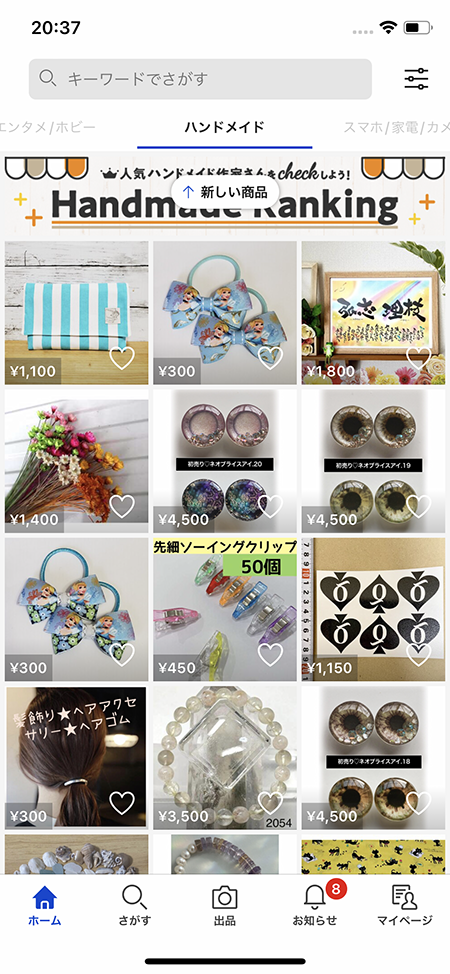 20:37
キーワードでさがす
エンタメ/ホビー
ハンドメイド
スマホ/家電/カメ
人気ハンドメイド作家さんをcheckしよう!
↑ 新しい商品
Handmade Ranking
¥1,100
¥300
¥1,800
¥1,400
初売り♡ネオブライスアイ.20
¥4,500
初売り♡ネオブライスアイ.19
¥4,500
¥300
先細ソーイングクリップ
50個
¥450
¥1,150
髪飾り★ヘアアクセ
サリー★ヘアゴム
¥300
2054
¥3,500
初売り♡ネオブライスアイ.18
¥4,500
8
ホーム
さがす
出品
お知らせ
マイページ